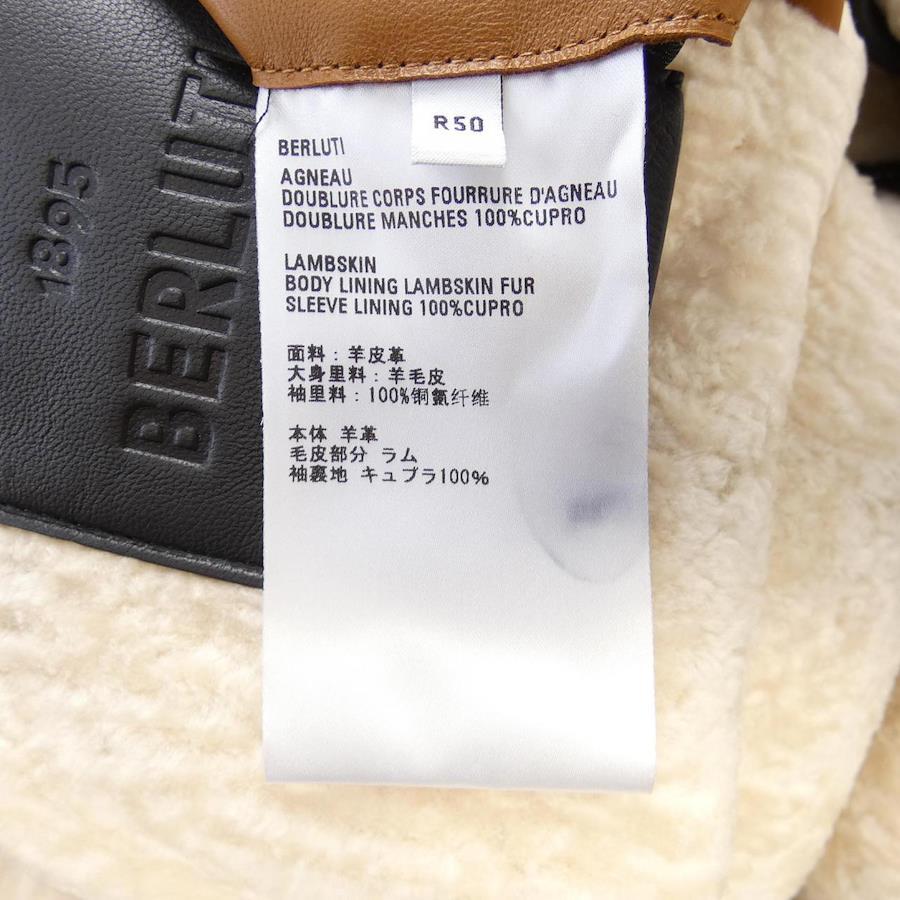 1895
BERLUTI
R50
BERLUTI
AGNEAU
DOUBLURE CORPS FOURRURE D'AGNEAU
DOUBLURE MANCHES 100%CUPRO
LAMBSKIN
BODY LINING LAMBSKIN FUR
SLEEVE LINING 100%CUPRO
面料：羊皮革
大身里料：羊毛皮
袖里料：100%铜氨纤维
本体 羊革
毛皮部分 ラム
袖裏地 キュプラ100%